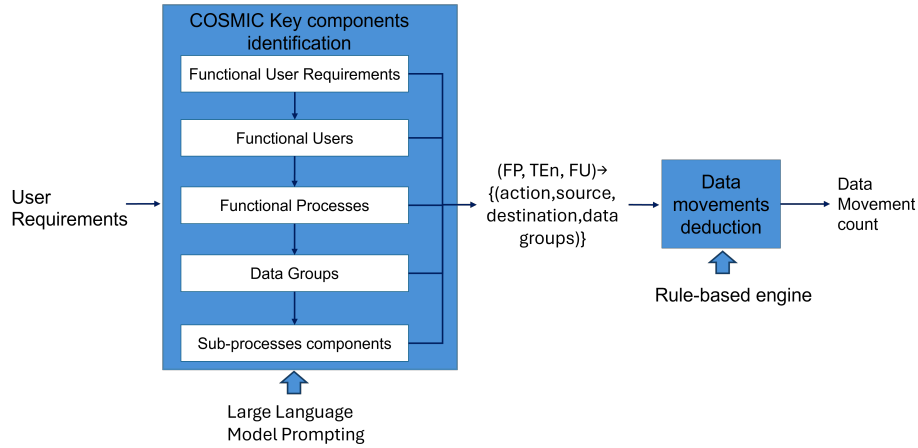 COSMIC Key components
identification
Functional User Requirements
Functional Users
Functional Processes
Data Groups
Sub-processes components
User
Requirements
Large Language
Model Prompting
(FP, TEn, FU)→
{(action,source,
destination,data
groups)}
Data
movements
deduction
Rule-based engine
Data
Movement
count